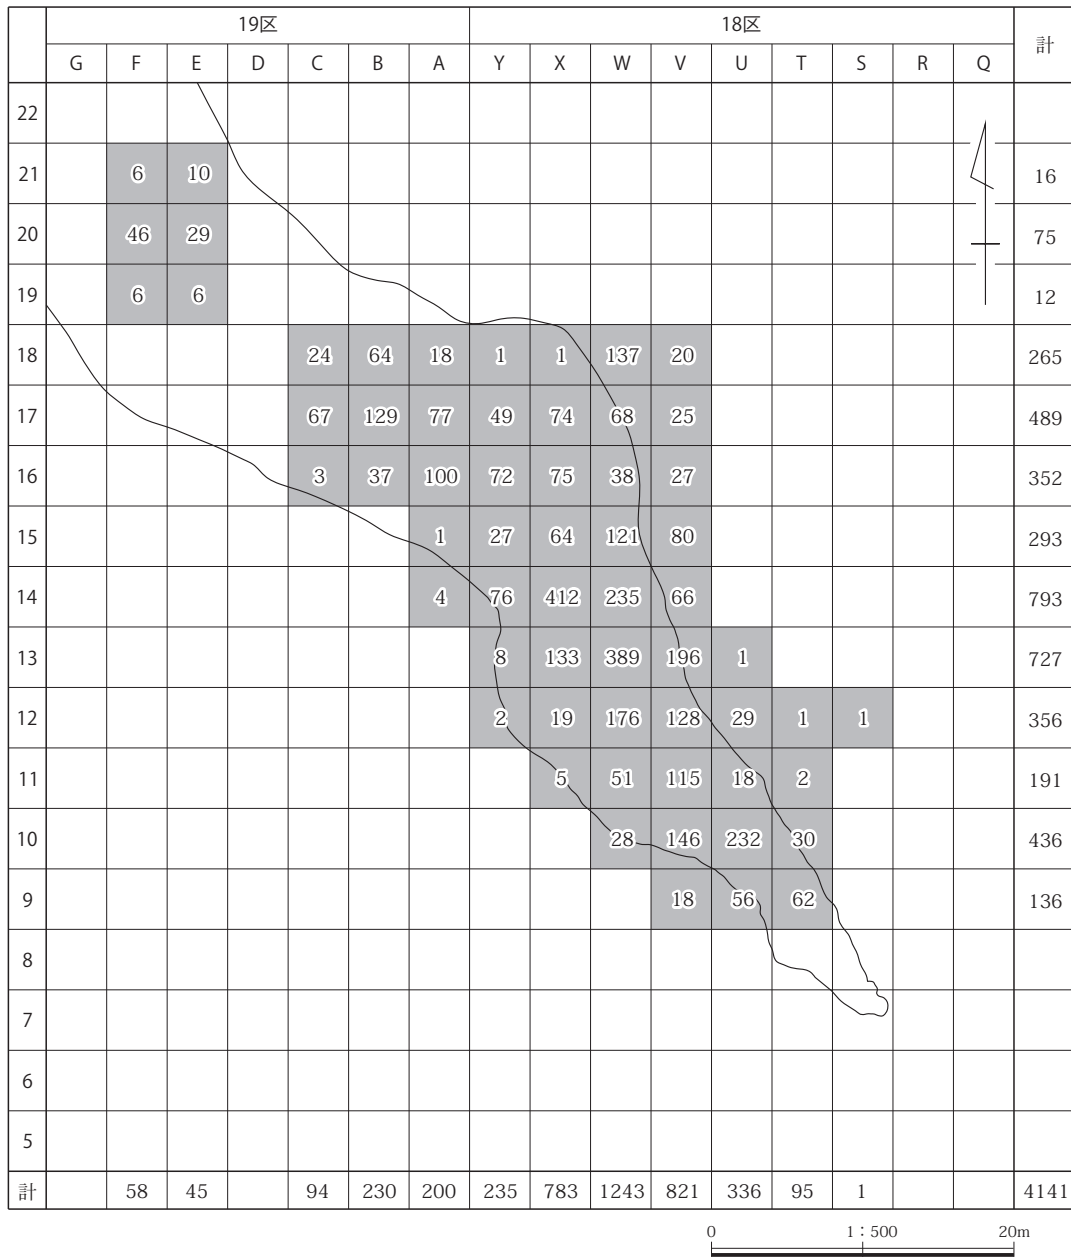 19区 18区 計
G F E D C B A Y X W V U T S R Q
22
21 6 10 16
20 46 29 75
19 6 6 12
18 24 64 18 1 1 137 20 265
17 67 129 77 49 74 68 25 489
16 3 37 100 72 75 38 27 352
15 1 27 64 121 80 293
14 4 76 412 235 66 793
13 8 133 389 196 1 727
12 2 19 176 128 29 1 1 356
11 5 51 115 18 2 191
10 28 146 232 30 436
9 18 56 62 136
8
7
6
5
計 58 45 94 230 200 235 783 1243 821 336 95 1 4141
0 1：500 20m